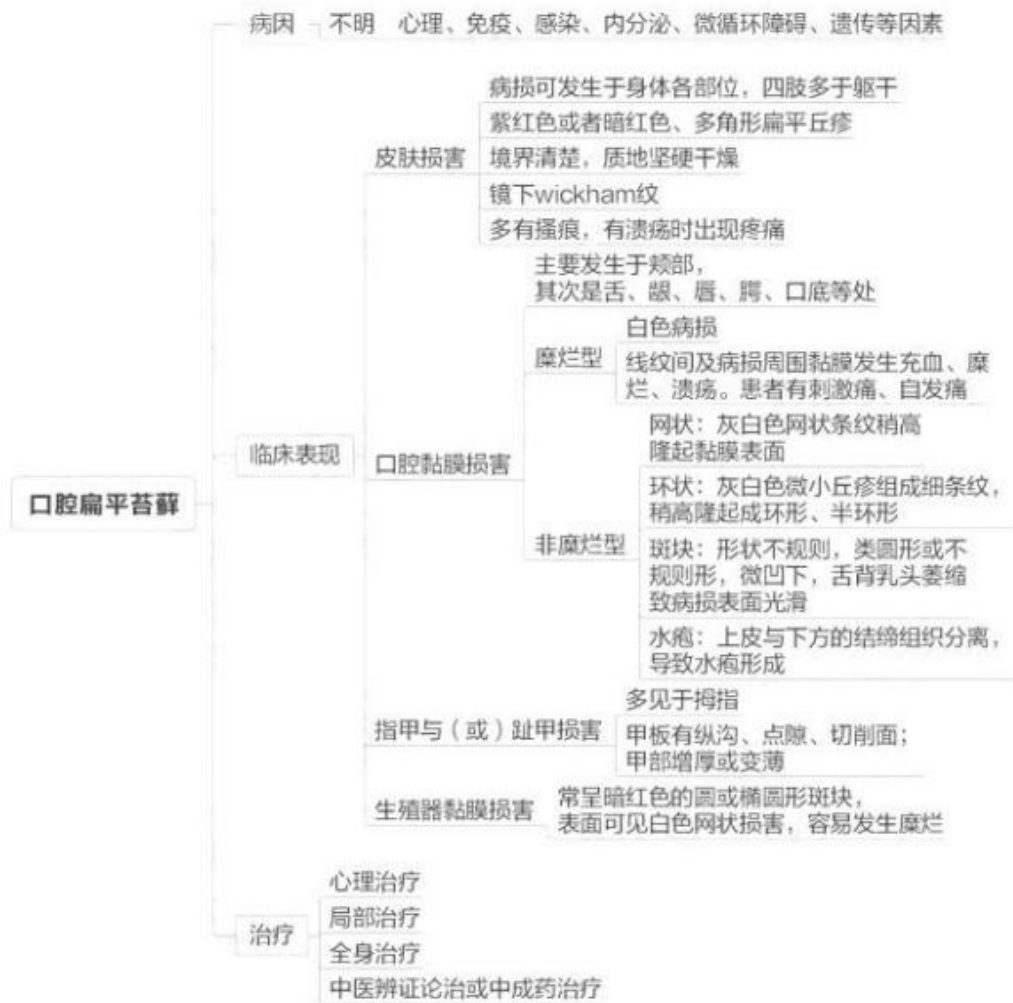 病因 不明 心理、免疫、感染、内分泌、微循环障碍、遗传等因素
病损可发生于身体各部位，四肢多于躯干
紫红色或者暗红色、多角形扁平丘疹
皮肤损害 境界清楚，质地坚硬干燥
镜下wickham纹
多有搔痕，有溃疡时出现疼痛
主要发生于颊部，
其次是舌、龈、唇、腭、口底等处
白色病损
糜烂型
线纹间及病损周围黏膜发生充血、糜
烂、溃疡。患者有刺激痛、自发痛
网状：灰白色网状条纹稍高
隆起黏膜表面
临床表现 口腔黏膜损害
环状：灰白色微小丘疹组成细条纹，
稍高隆起成环形、半环形
口腔扁平苔藓
非糜烂型
斑块：形状不规则，类圆形或不
规则形，微凹下，舌背乳头萎缩
致病损表面光滑
水疱：上皮与下方的结缔组织分离，
导致水疱形成
多见于拇指
指甲与（或）趾甲损害
甲板有纵沟、点隙、切削面；
甲部增厚或变薄
生殖器黏膜损害
常呈暗红色的圆或椭圆形斑块，
表面可见白色网状损害，容易发生糜烂
心理治疗
局部治疗
治疗
全身治疗
中医辨证论治或中成药治疗